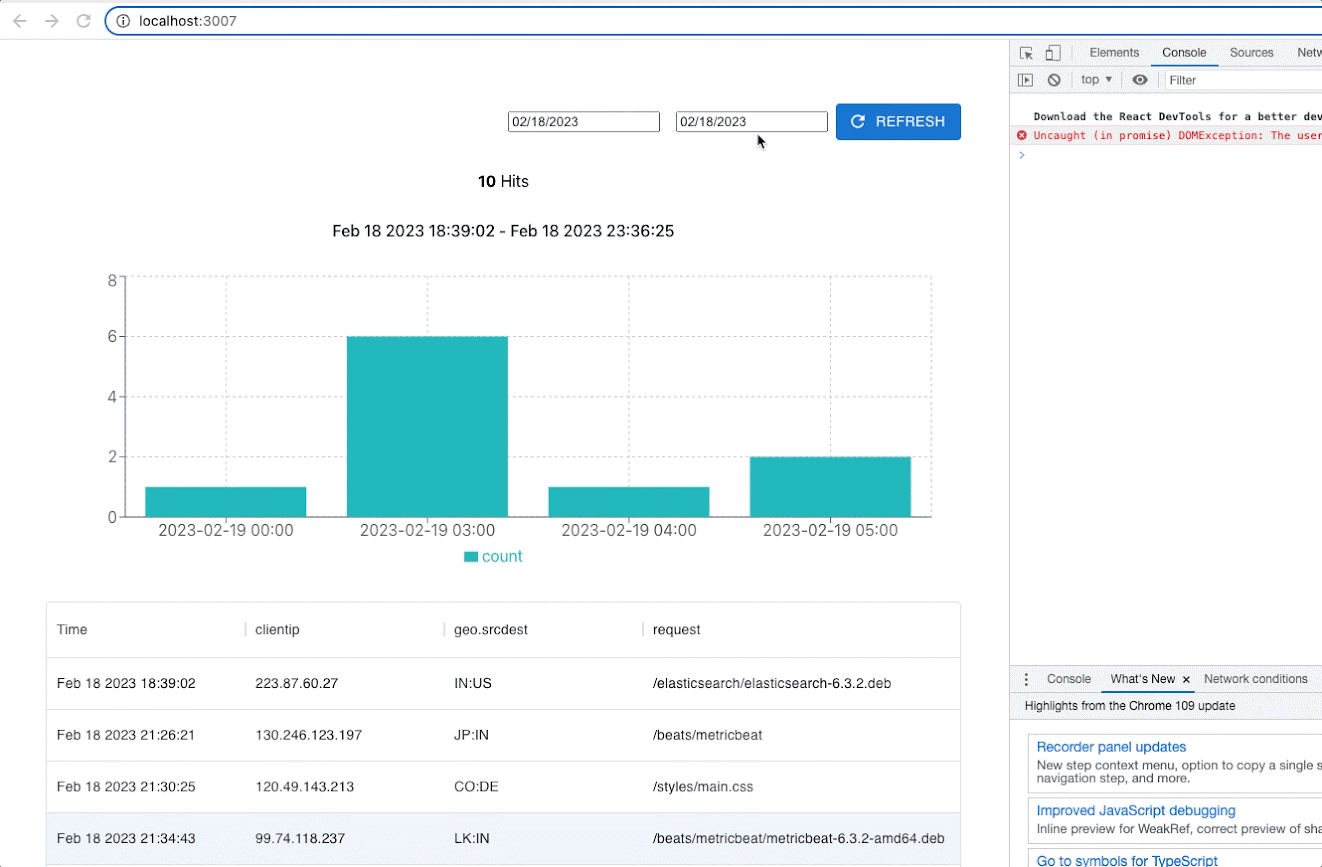 localhost:3007
Elements Console Sources
top Filter
Download the React DevTools for a better
Uncaught (in promise) DOMException: The user
02/18/2023 02/18/2023 REFRESH
10 Hits
Feb 18 2023 18:39:02 - Feb 18 2023 23:36:25
8
6
4
2
0
2023-02-19 00:00 2023-02-19 03:00 2023-02-19 04:00 2023-02-19 05:00
count
Time clientip geo.srcdest request
Feb 18 2023 18:39:02 223.87.60.27 IN:US /elasticsearch/elasticsearch-6.3.2.deb
Feb 18 2023 21:26:21 130.246.123.197 JP:IN /beats/metricbeat
Feb 18 2023 21:30:25 120.49.143.213 CO:DE /styles/main.css
Feb 18 2023 21:34:43 99.74.118.237 LK:IN /beats/metricbeat/metricbeat-6.3.2-amd64.deb
Console What's New × Network conditions
Highlights from the Chrome 109 update
Recorder panel updates
New step context menu, option to copy a single
navigation step, and more.
Improved JavaScript debugging
Inline preview for WeakRef, correct preview of
Go to symbols for TypeScript